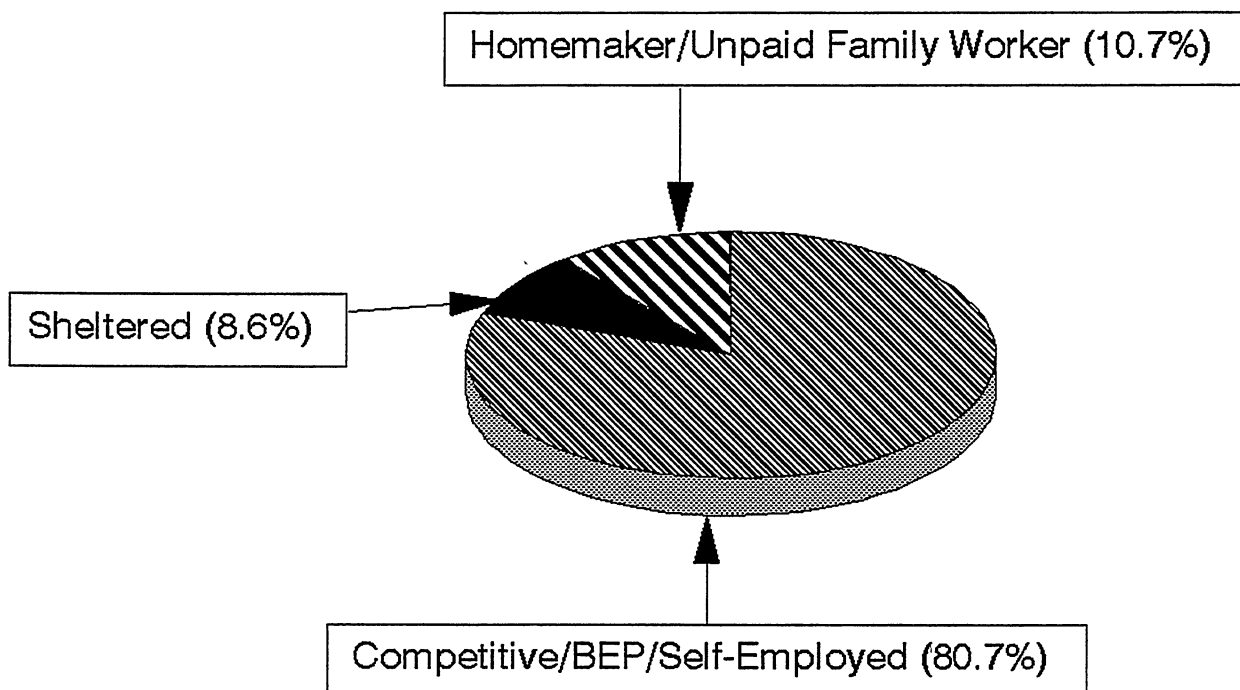 Homemaker/Unpaid Family Worker (10.7%)
Sheltered (8.6%)
Competitive/BEP/Self-Employed (80.7%)